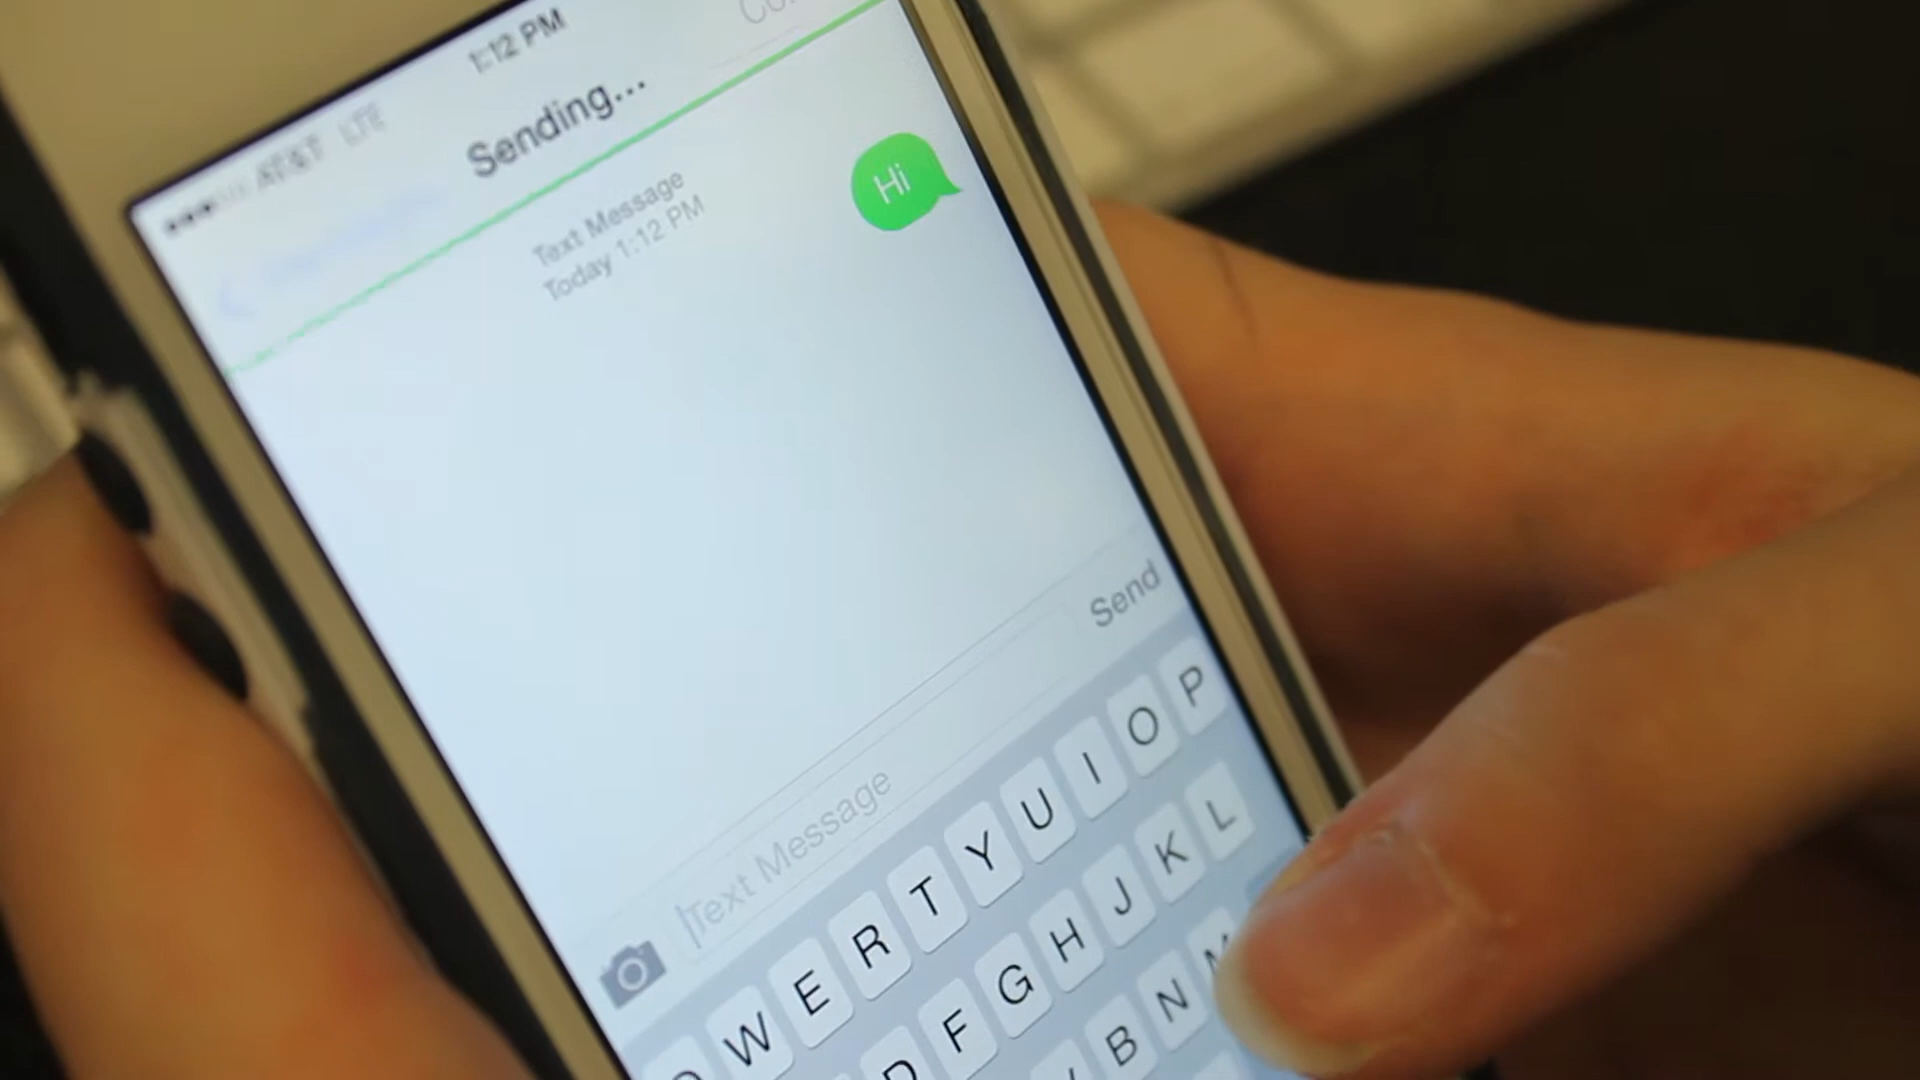 AT&T LTE
1:12 PM
Sending...
Text Message
Today 1:12 PM
Hi
Text Message
Send
W E R T Y U I O P
D F G H J K L
B N M